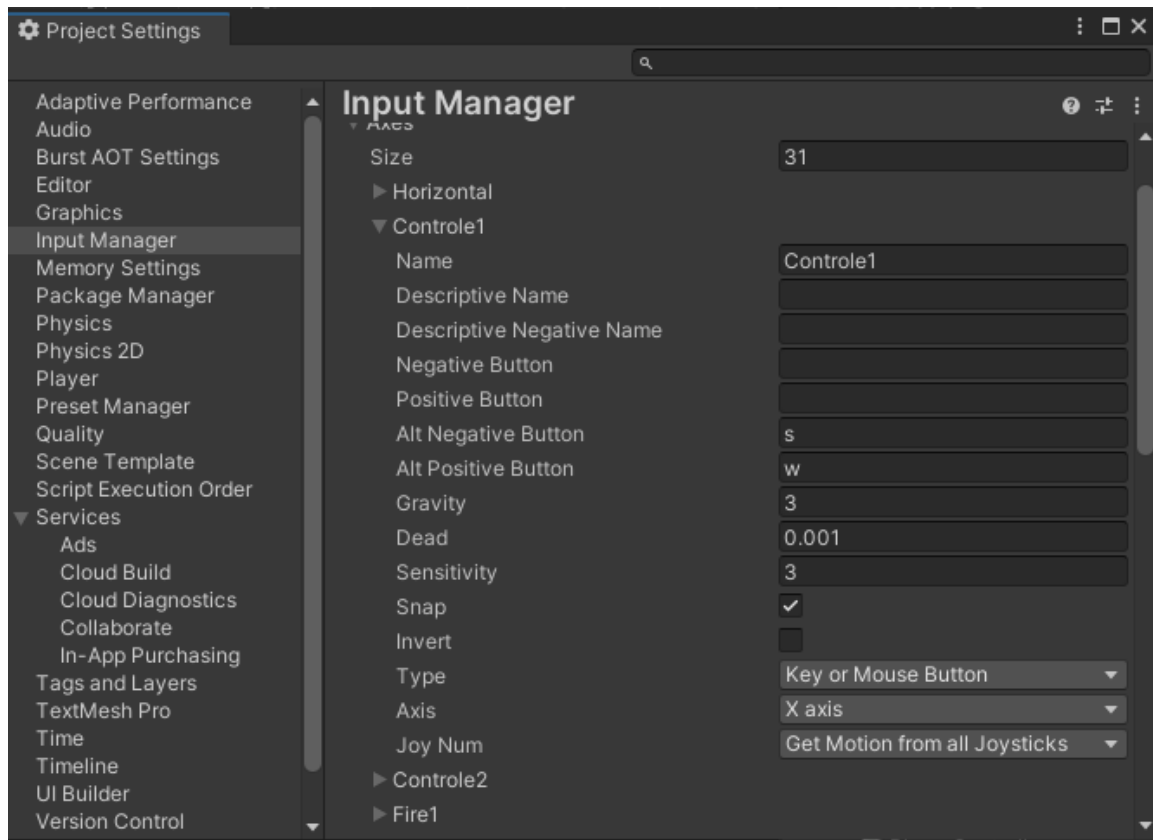 Project Settings
Adaptive Performance
Audio
Burst AOT Settings
Editor
Graphics
Input Manager
Memory Settings
Package Manager
Physics
Physics 2D
Player
Preset Manager
Quality
Scene Template
Script Execution Order
Services
Ads
Cloud Build
Cloud Diagnostics
Collaborate
In-App Purchasing
Tags and Layers
TextMesh Pro
Time
Timeline
UI Builder
Version Control
Input Manager
Axes
Size 31
Horizontal
Controle1
Name Controle1
Descriptive Name
Descriptive Negative Name
Negative Button
Positive Button
Alt Negative Button s
Alt Positive Button w
Gravity 3
Dead 0.001
Sensitivity 3
Snap
Invert
Type Key or Mouse Button
Axis X axis
Joy Num Get Motion from all Joysticks
Controle2
Fire1